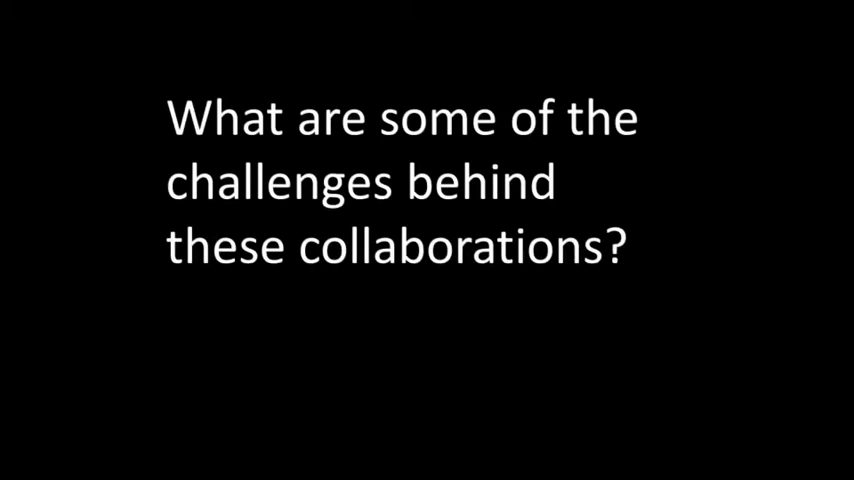 What are some of the
challenges behind
these collaborations?